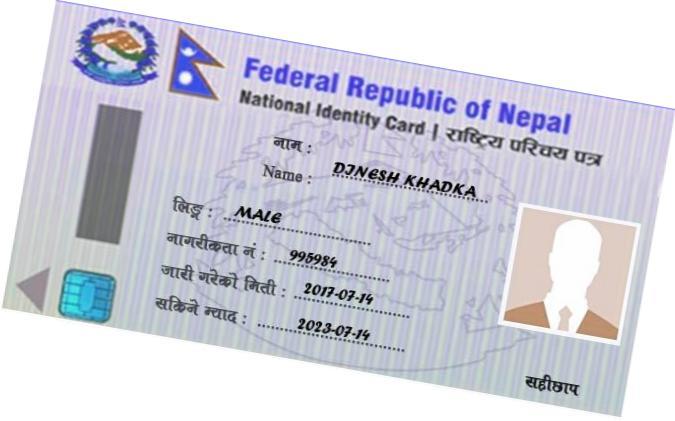 Federal Republic of Nepal
National Identity Card | राष्ट्रिय परिचय पत्र
नाम :
Name : DINESH KHADKA
लिङ्ग : MALE
नागरीकता नं : 995984
जारी गरेको मिती : 2017-07-14
सकिने म्याद : 2023-07-14
सहीछाप